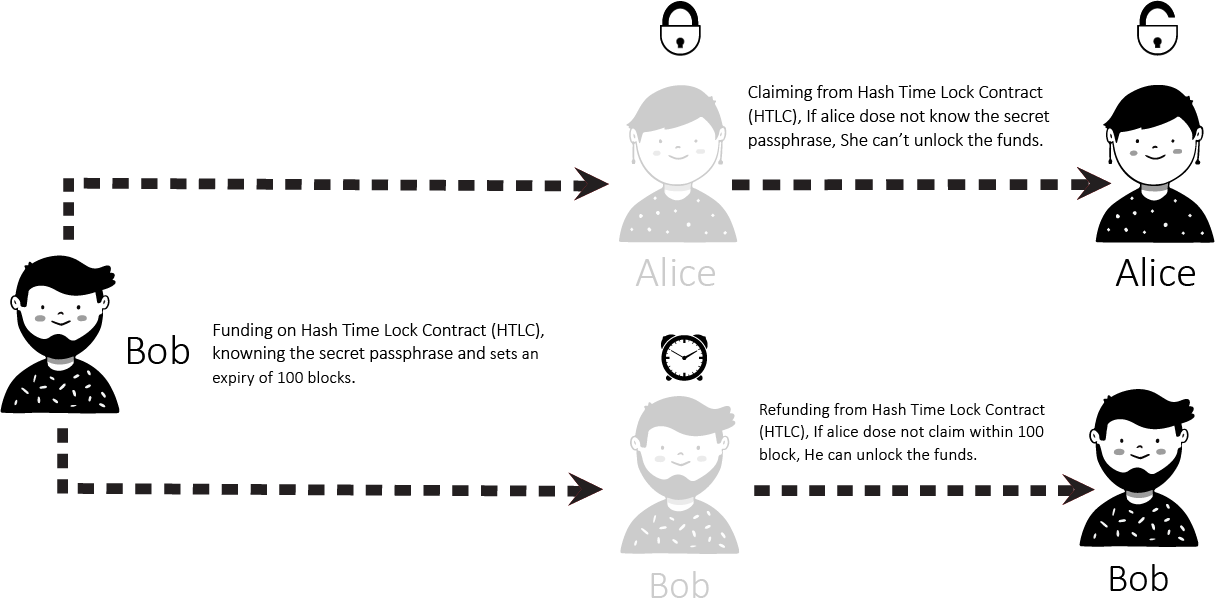 Claiming from Hash Time Lock Contract
(HTLC), If alice dose not know the secret
passphrase, She can’t unlock the funds.
Alice
Alice
Bob
Funding on Hash Time Lock Contract (HTLC),
knowning the secret passphrase and sets an
expiry of 100 blocks.
Refunding from Hash Time Lock Contract
(HTLC), If alice dose not claim within 100
block, He can unlock the funds.
Bob
Bob